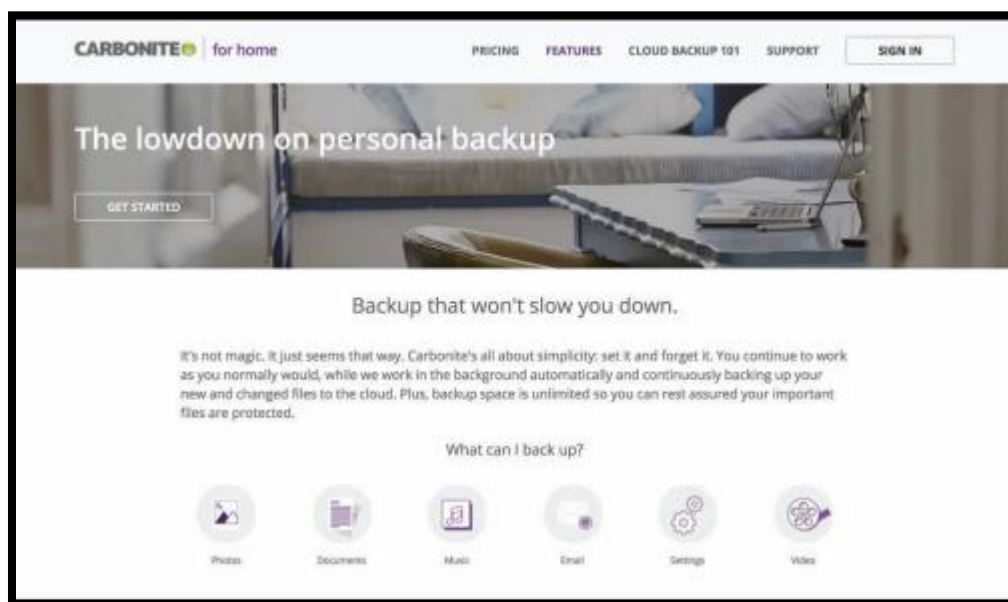 CARBONITE for home
PRICING FEATURES CLOUD BACKUP 101 SUPPORT SIGN IN
The lowdown on personal backup
GET STARTED
Backup that won't slow you down.
It's not magic. It just seems that way. Carbonite's all about simplicity: set it and forget it. You continue to work
as you normally would, while we work in the background automatically and continuously backing up your
new and changed files to the cloud. Plus, backup space is unlimited so you can rest assured your important
files are protected.
What can I back up?
Photos Documents Music Email Settings Video